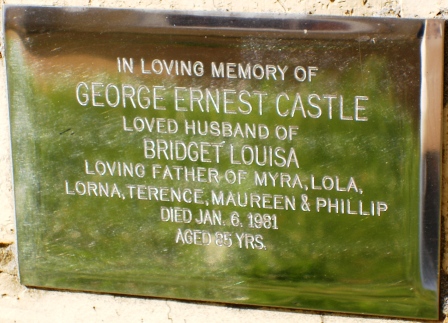 IN LOVING MEMORY OF
GEORGE ERNEST CASTLE
LOVED HUSBAND OF
BRIDGET LOUISA
LOVING FATHER OF MYRA, LOLA,
LORNA, TERENCE, MAUREEN & PHILLIP
DIED JAN. 6, 1981
AGED 85 YRS.